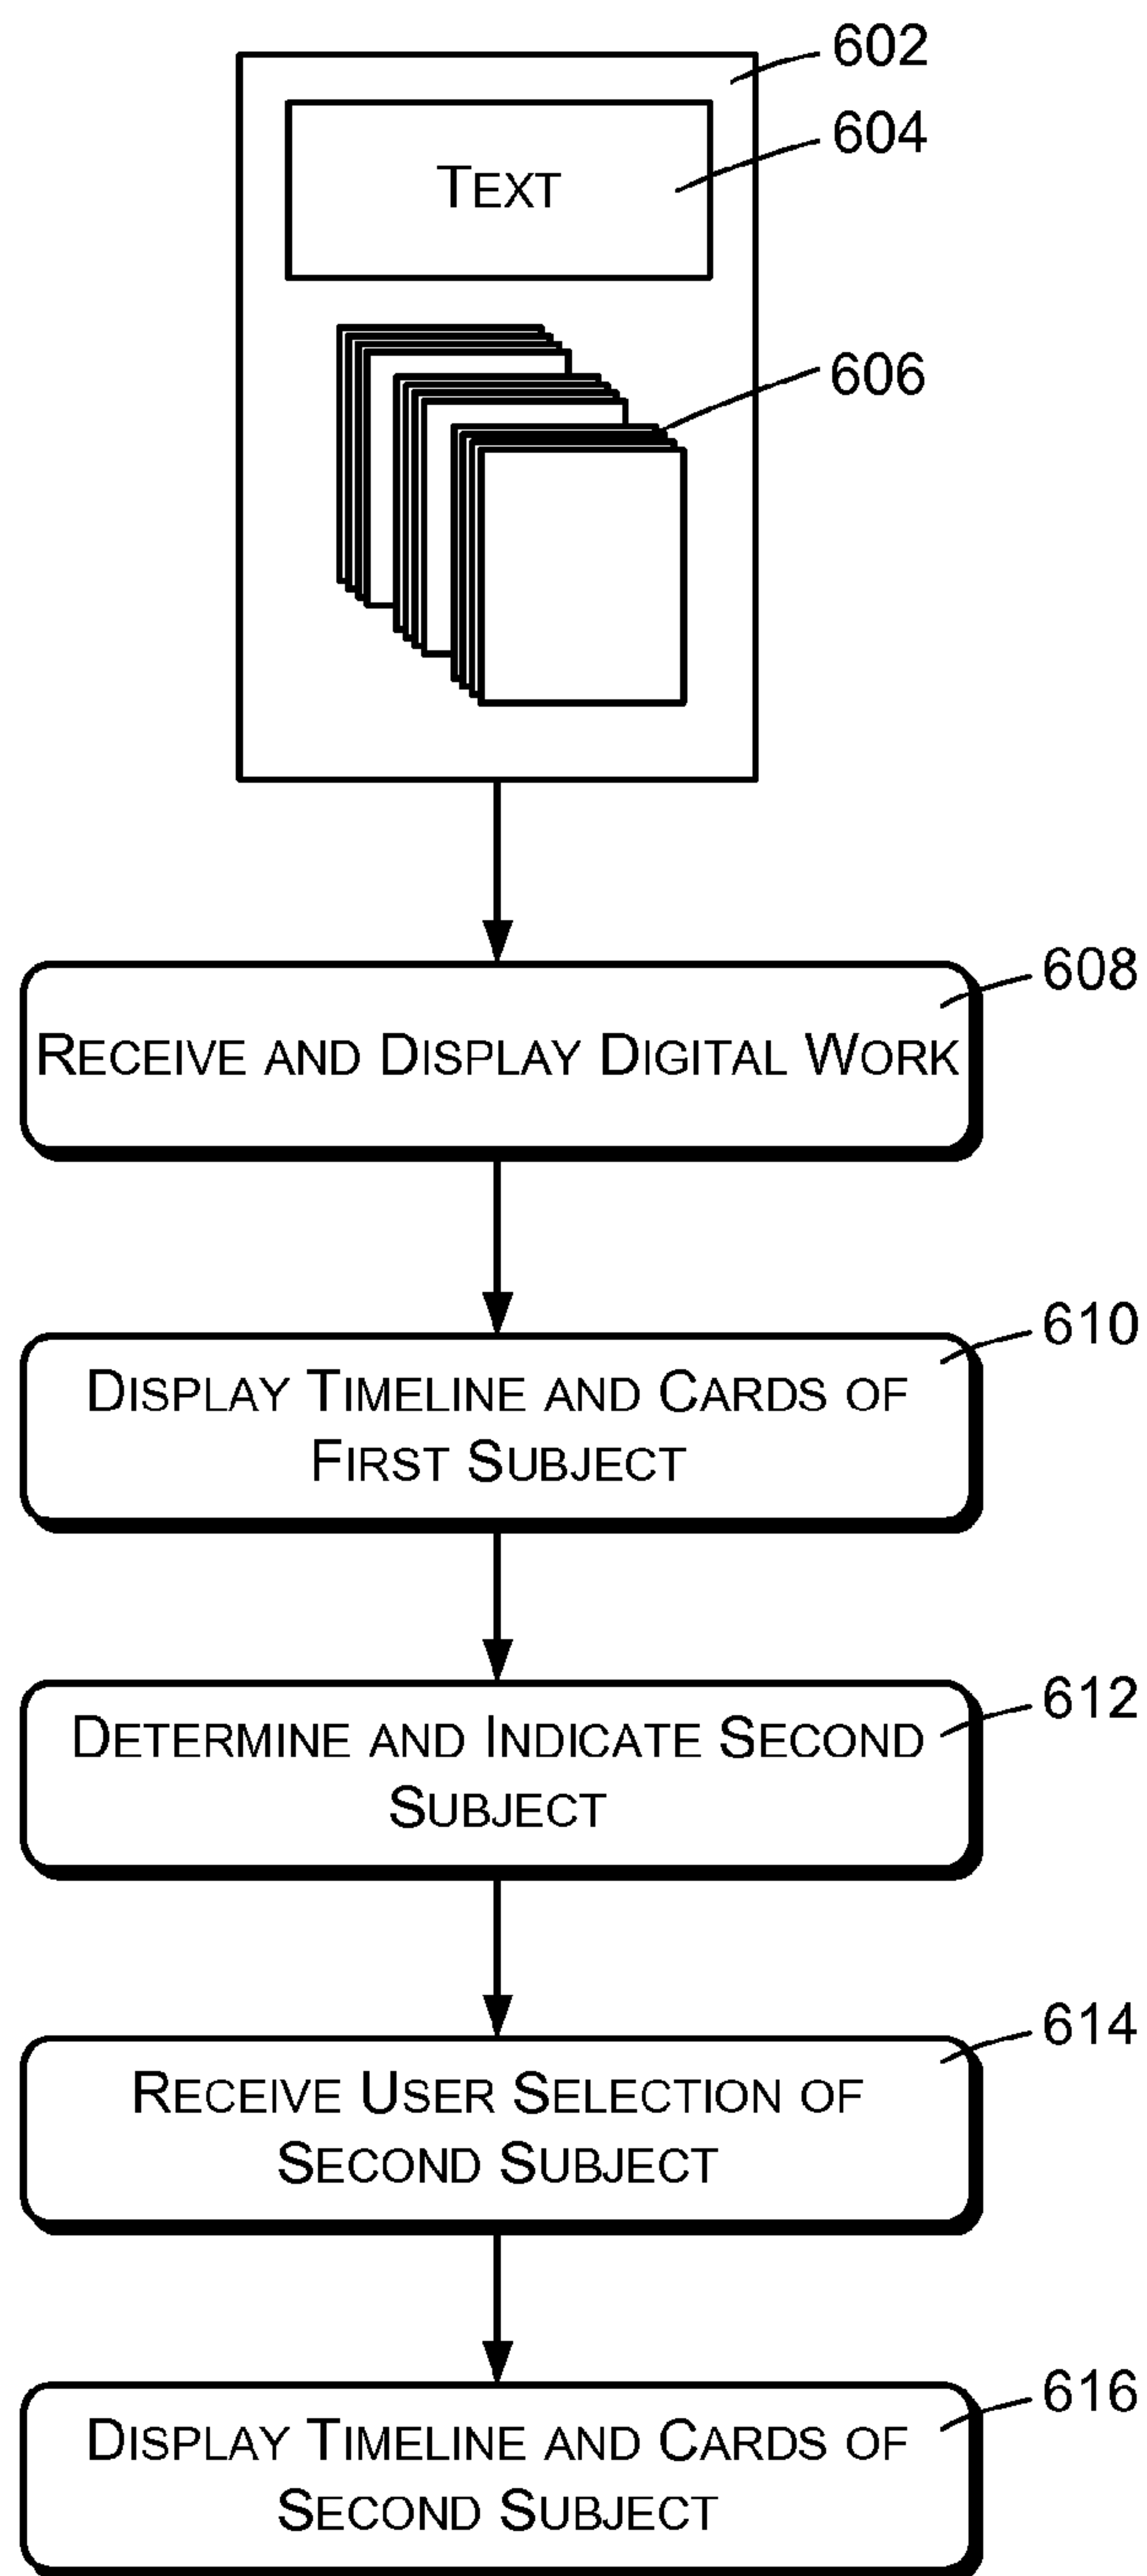 602
604
TEXT
606
608
RECEIVE AND DISPLAY DIGITAL WORK
610
DISPLAY TIMELINE AND CARDS OF
FIRST SUBJECT
612
DETERMINE AND INDICATE SECOND
SUBJECT
614
RECEIVE USER SELECTION OF
SECOND SUBJECT
616
DISPLAY TIMELINE AND CARDS OF
SECOND SUBJECT